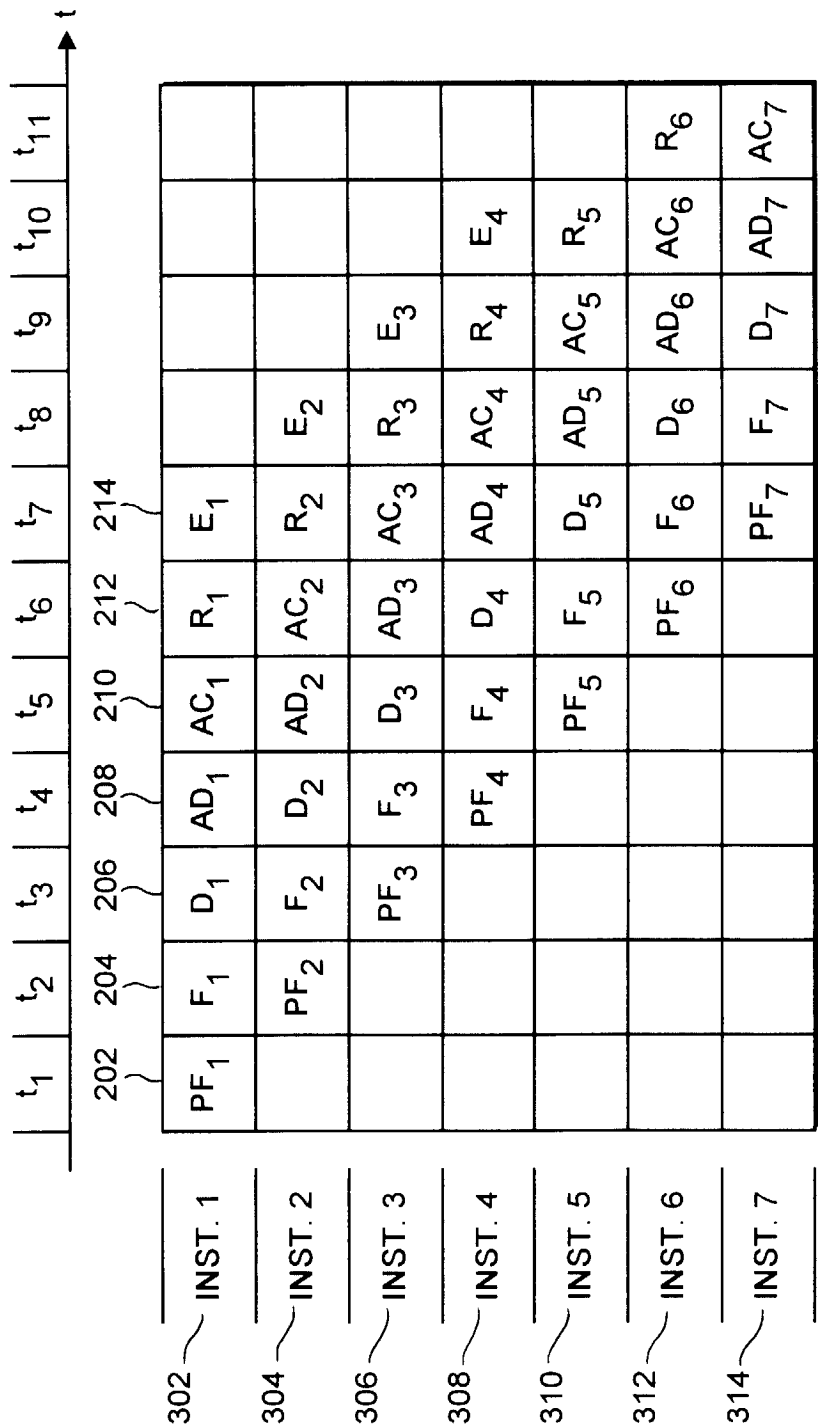 t₁ t₂ t₃ t₄ t₅ t₆ t₇ t₈ t₉ t₁₀ t₁₁ t
202 204 206 208 210 212 214
302 INST. 1 PF₁ F₁ D₁ AD₁ AC₁ R₁ E₁
304 INST. 2 PF₂ F₂ D₂ AD₂ AC₂ R₂ E₂
306 INST. 3 PF₃ F₃ D₃ AD₃ AC₃ R₃ E₃
308 INST. 4 PF₄ F₄ D₄ AD₄ AC₄ R₄ E₄
310 INST. 5 PF₅ F₅ D₅ AD₅ AC₅ R₅
312 INST. 6 PF₆ F₆ D₆ AD₆ AC₆ R₆
314 INST. 7 PF₇ F₇ D₇ AD₇ AC₇